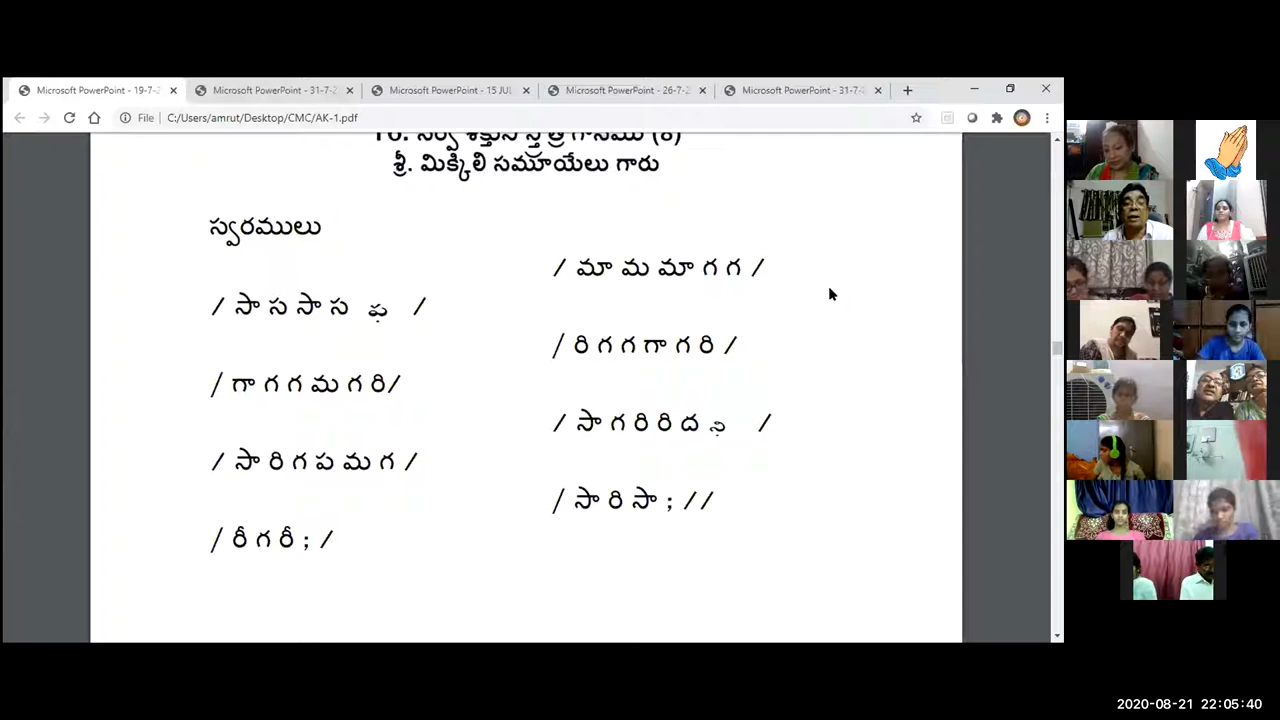 Microsoft PowerPoint - 19-7-2
Microsoft PowerPoint - 31-7-2
Microsoft PowerPoint - 15 JUL
Microsoft PowerPoint - 26-7-2
Microsoft PowerPoint - 31-7-2
File | C:/Users/amrut/Desktop/CMC/AK-1.pdf
శ్రీ. మిక్కిలి సమూయేలు గారు
స్వరములు
/ సా స సా స ప /
/ గా గ గ మ గ రి/
/ సా రి గ ప మ గ /
/ రీ గ రీ ; /
/ మా మ మా గ గ /
/ రి గ గ గా గ రి /
/ సా గ రి రి ద ని /
/ సా రి సా ; / /
2020-08-21 22:05:40